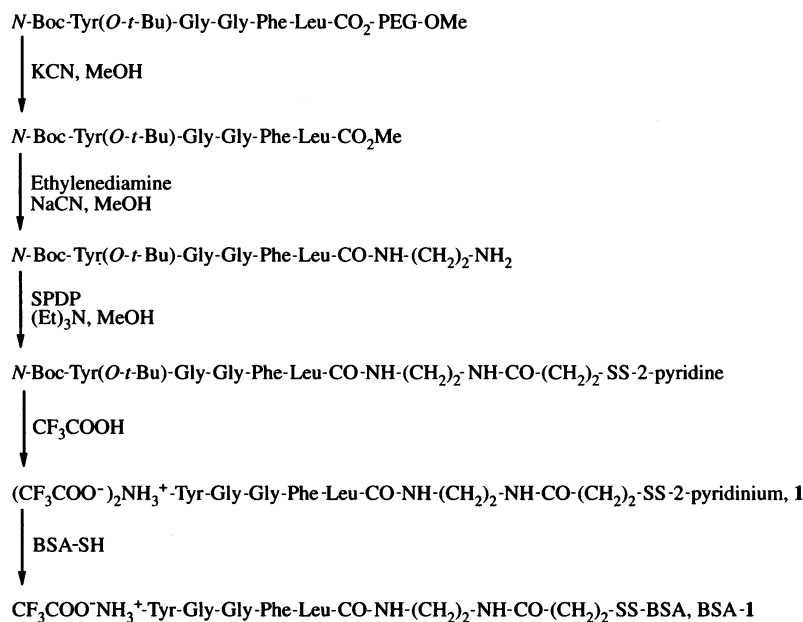 N-Boc-Tyr(O-t-Bu)-Gly-Gly-Phe-Leu-CO₂-PEG-OMe
KCN, MeOH
N-Boc-Tyr(O-t-Bu)-Gly-Gly-Phe-Leu-CO₂Me
Ethylenediamine
NaCN, MeOH
N-Boc-Tyr(O-t-Bu)-Gly-Gly-Phe-Leu-CO-NH-(CH₂)₂-NH₂
SPDP
(Et)₃N, MeOH
N-Boc-Tyr(O-t-Bu)-Gly-Gly-Phe-Leu-CO-NH-(CH₂)₂-NH-CO-(CH₂)₂-SS-2-pyridine
CF₃COOH
(CF₃COO⁻)₂NH₃⁺-Tyr-Gly-Gly-Phe-Leu-CO-NH-(CH₂)₂-NH-CO-(CH₂)₂-SS-2-pyridinium, 1
BSA-SH
CF₃COO⁻NH₃⁺-Tyr-Gly-Gly-Phe-Leu-CO-NH-(CH₂)₂-NH-CO-(CH₂)₂-SS-BSA, BSA-1